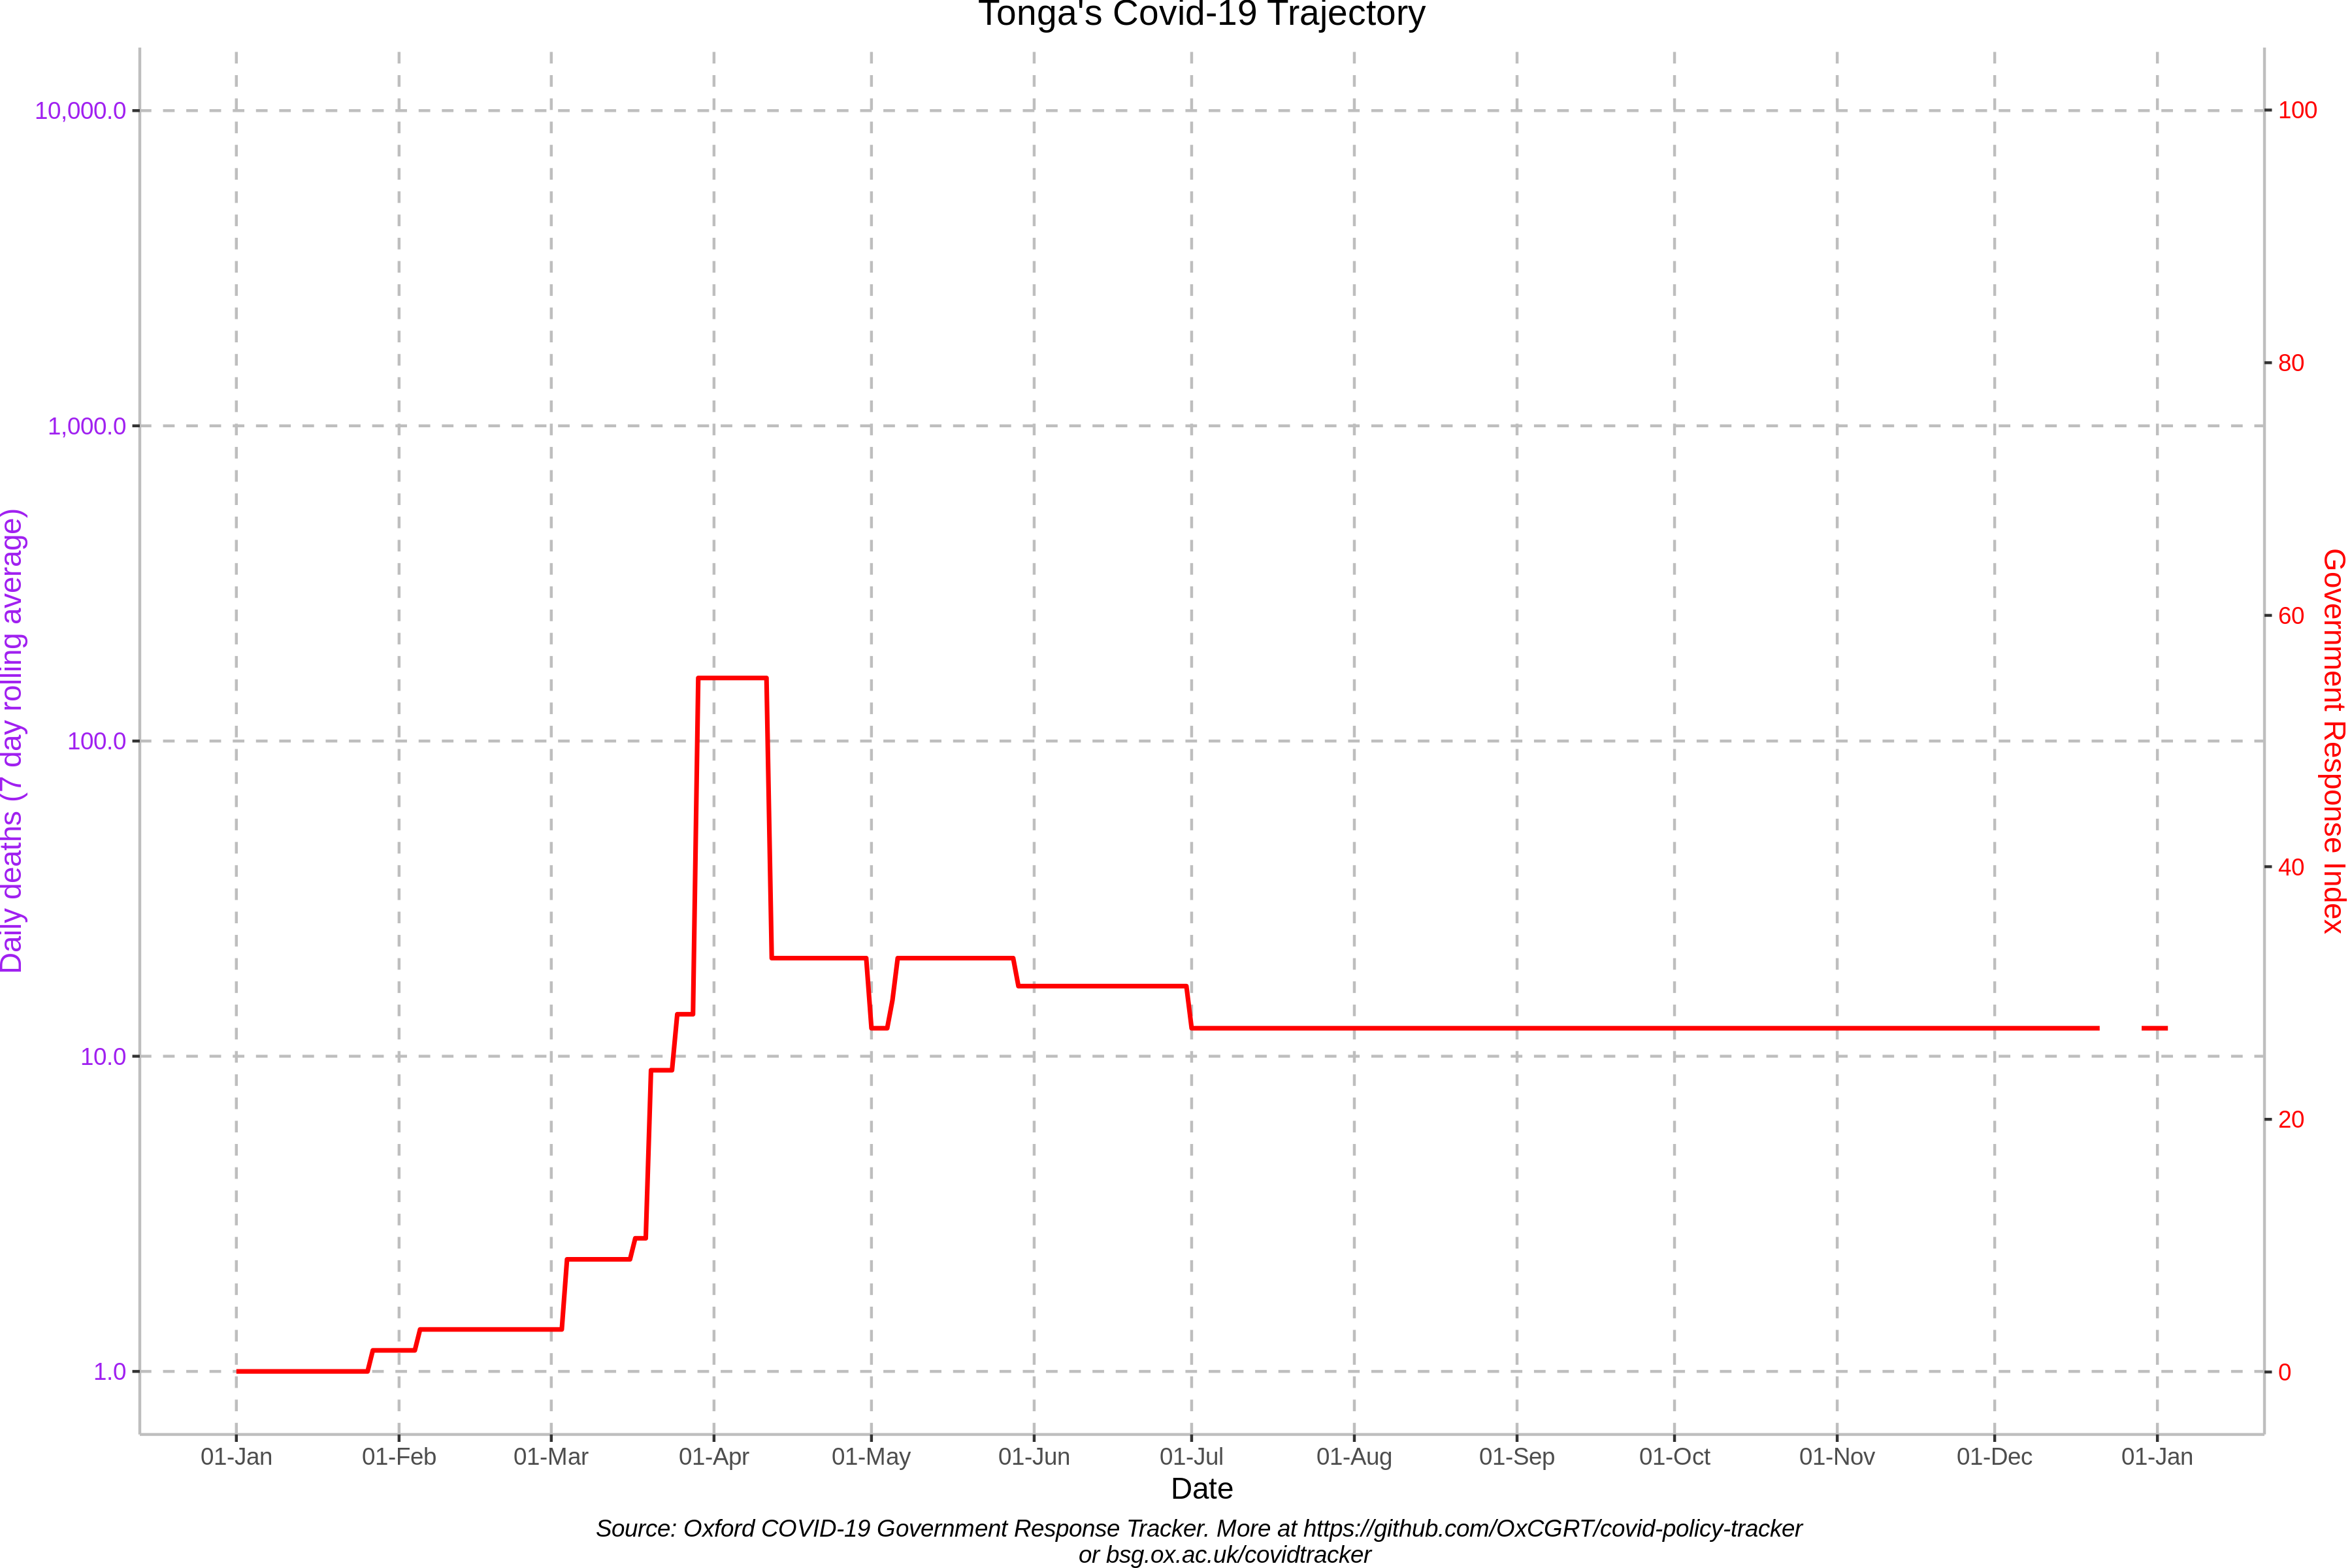 Tonga's Covid-19 Trajectory
10,000.0
1,000.0
100.0
10.0
1.0
Daily deaths (7 day rolling average)
100
80
60
40
20
0
Government Response Index
01-Jan 01-Feb 01-Mar 01-Apr 01-May 01-Jun 01-Jul 01-Aug 01-Sep 01-Oct 01-Nov 01-Dec 01-Jan
Date
Source: Oxford COVID-19 Government Response Tracker. More at https://github.com/OxCGRT/covid-policy-tracker
or bsg.ox.ac.uk/covidtracker